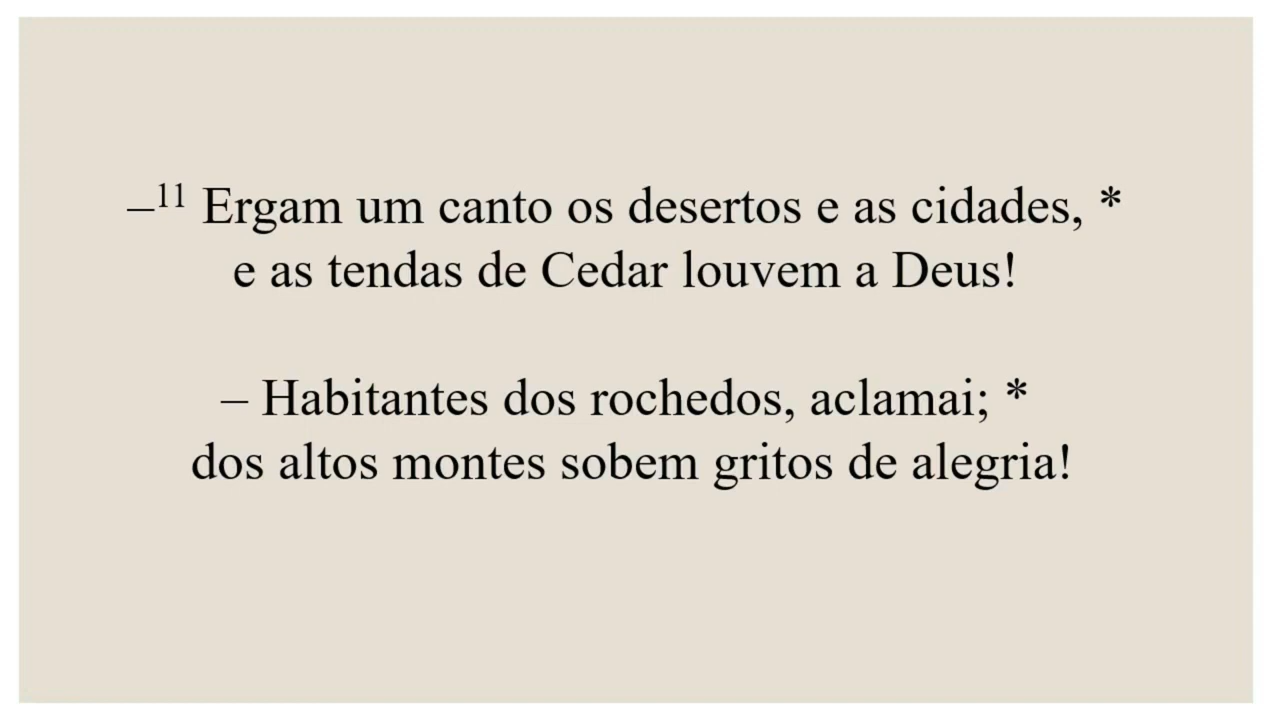 –¹¹ Ergam um canto os desertos e as cidades, *
e as tendas de Cedar louvem a Deus!
– Habitantes dos rochedos, aclamai; *
dos altos montes sobem gritos de alegria!